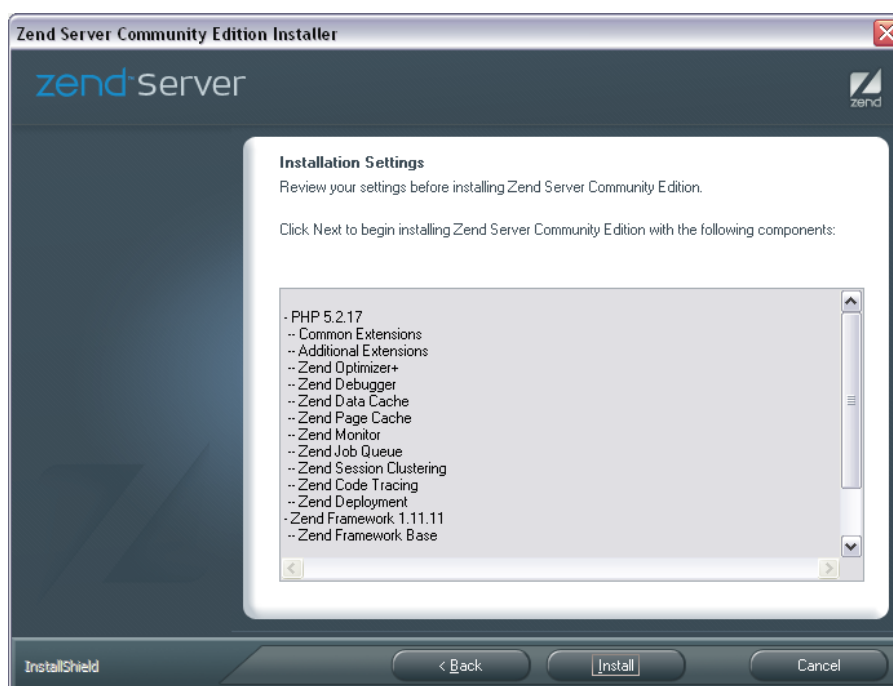 Zend Server Community Edition Installer
zend Server
zend
Installation Settings
Review your settings before installing Zend Server Community Edition.
Click Next to begin installing Zend Server Community Edition with the following components:
- PHP 5.2.17
-- Common Extensions
-- Additional Extensions
-- Zend Optimizer+
-- Zend Debugger
-- Zend Data Cache
-- Zend Page Cache
-- Zend Monitor
-- Zend Job Queue
-- Zend Session Clustering
-- Zend Code Tracing
-- Zend Deployment
- Zend Framework 1.11.11
-- Zend Framework Base
InstallShield
< Back
Install
Cancel